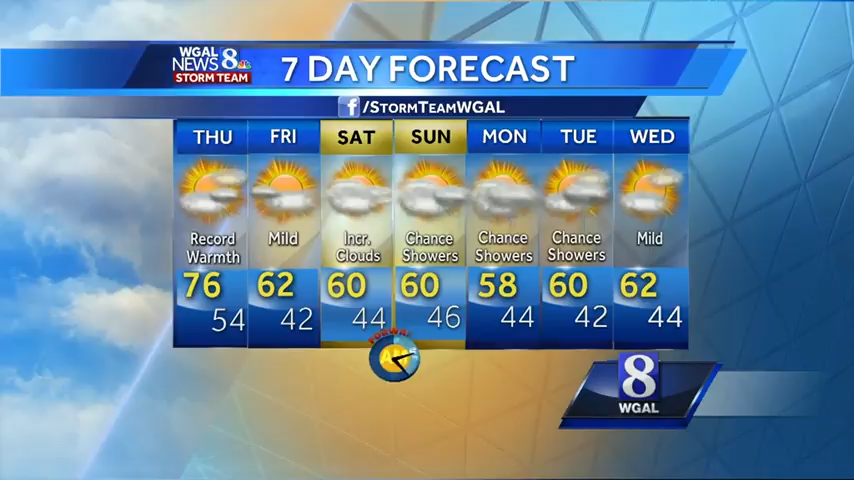 WGAL
NEWS 8
STORM TEAM
7 DAY FORECAST
f/STORMTEAMWGAL
THU FRI SAT SUN MON TUE WED
Record Warmth Mild Incr. Clouds Chance Showers Chance Showers Chance Showers Mild
76 62 60 60 58 60 62
54 42 44 46 44 42 44
8
WGAL